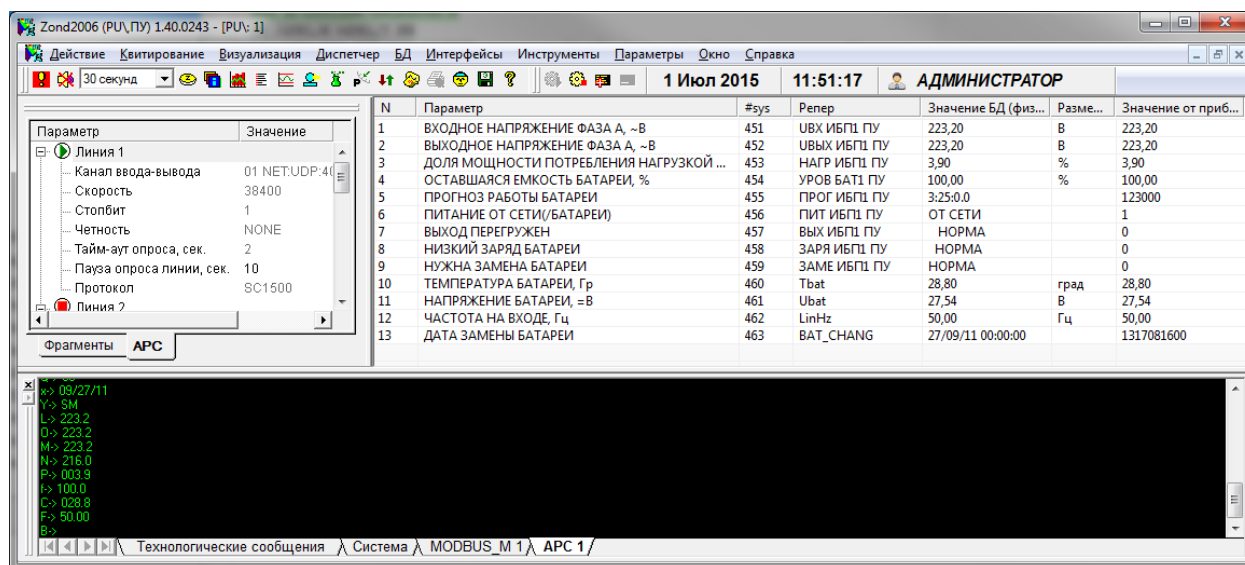 Zond2006 (PU\,ПУ) 1.40.0243 - [PU\: 1]
Действие Квитирование Визуализация Диспетчер БД Интерфейсы Инструменты Параметры Окно Справка
30 секунд 1 Июл 2015 11:51:17 АДМИНИСТРАТОР
Параметр Значение
Линия 1
Канал ввода-вывода 01 NET:UDP:4
Скорость 38400
Стопбит 1
Четность NONE
Тайм-аут опроса, сек. 2
Пауза опроса линии, сек. 10
Протокол SC1500
Линия 2
Фрагменты APC
N Параметр #sys Репер Значение БД (физ... Разме... Значение от приб...
1 ВХОДНОЕ НАПРЯЖЕНИЕ ФАЗА А, ~В 451 UВХ ИБП1 ПУ 223,20 В 223,20
2 ВЫХОДНОЕ НАПРЯЖЕНИЕ ФАЗА А, ~В 452 UВЫХ ИБП1 ПУ 223,20 В 223,20
3 ДОЛЯ МОЩНОСТИ ПОТРЕБЛЕНИЯ НАГРУЗКОЙ ... 453 НАГР ИБП1 ПУ 3,90 % 3,90
4 ОСТАВШАЯСЯ ЕМКОСТЬ БАТАРЕИ, % 454 УРОВ БАТ1 ПУ 100,00 % 100,00
5 ПРОГНОЗ РАБОТЫ БАТАРЕИ 455 ПРОГ ИБП1 ПУ 3:25:0.0 123000
6 ПИТАНИЕ ОТ СЕТИ(/БАТАРЕИ) 456 ПИТ ИБП1 ПУ ОТ СЕТИ 1
7 ВЫХОД ПЕРЕГРУЖЕН 457 ВЫХ ИБП1 ПУ НОРМА 0
8 НИЗКИЙ ЗАРЯД БАТАРЕИ 458 ЗАРЯ ИБП1 ПУ НОРМА 0
9 НУЖНА ЗАМЕНА БАТАРЕИ 459 ЗАМЕ ИБП1 ПУ НОРМА 0
10 ТЕМПЕРАТУРА БАТАРЕИ, Гр 460 Tbat 28,80 град 28,80
11 НАПРЯЖЕНИЕ БАТАРЕИ, =В 461 Ubat 27,54 В 27,54
12 ЧАСТОТА НА ВХОДЕ, Гц 462 LinHz 50,00 Гц 50,00
13 ДАТА ЗАМЕНЫ БАТАРЕИ 463 BAT_CHANG 27/09/11 00:00:00 1317081600
x-> 09/27/11
Y-> SM
L-> 223.2
O-> 223.2
M-> 223.2
N-> 216.0
P-> 003.9
f-> 100.0
C-> 028.8
F-> 50.00
B->
Технологические сообщения Система MODBUS_M 1 APC 1